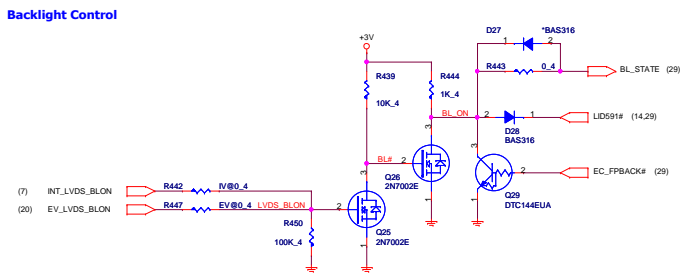 Backlight Control
D27 *BAS316
1 2
+3V
R443 0_4
BL_STATE (29)
R439
10K_4
R444
1K_4
BL_ON
2 1
LID591# (14,29)
D28
BAS316
3
3
3
BL#
2
2
EC_FPBACK# (29)
Q26
2N7002E
1
1
Q29
DTC144EUA
(7) INT_LVDS_BLON R442 IV@0_4
(20) EV_LVDS_BLON R447 EV@0_4 LVDS_BLON
2
R450
100K_4
Q25
2N7002E
1